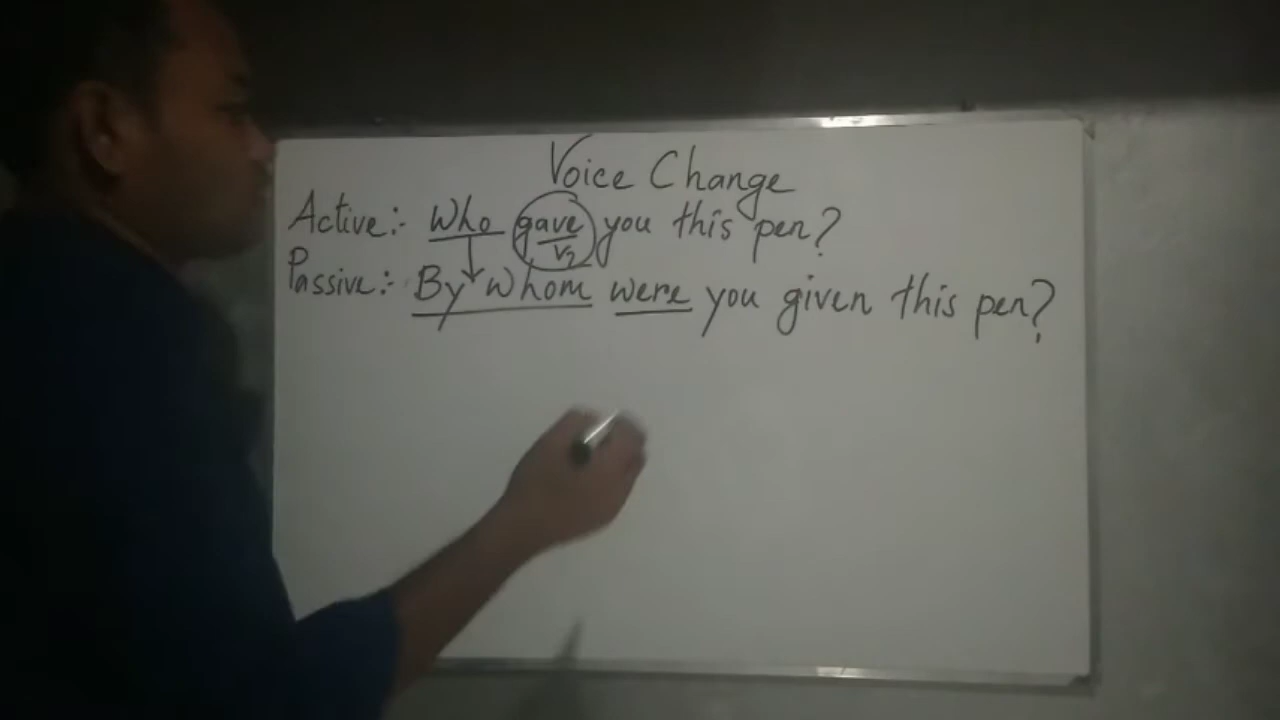 Voice Change
Active:- Who gave you this pen?
V2
Passive:- By whom were you given this pen?